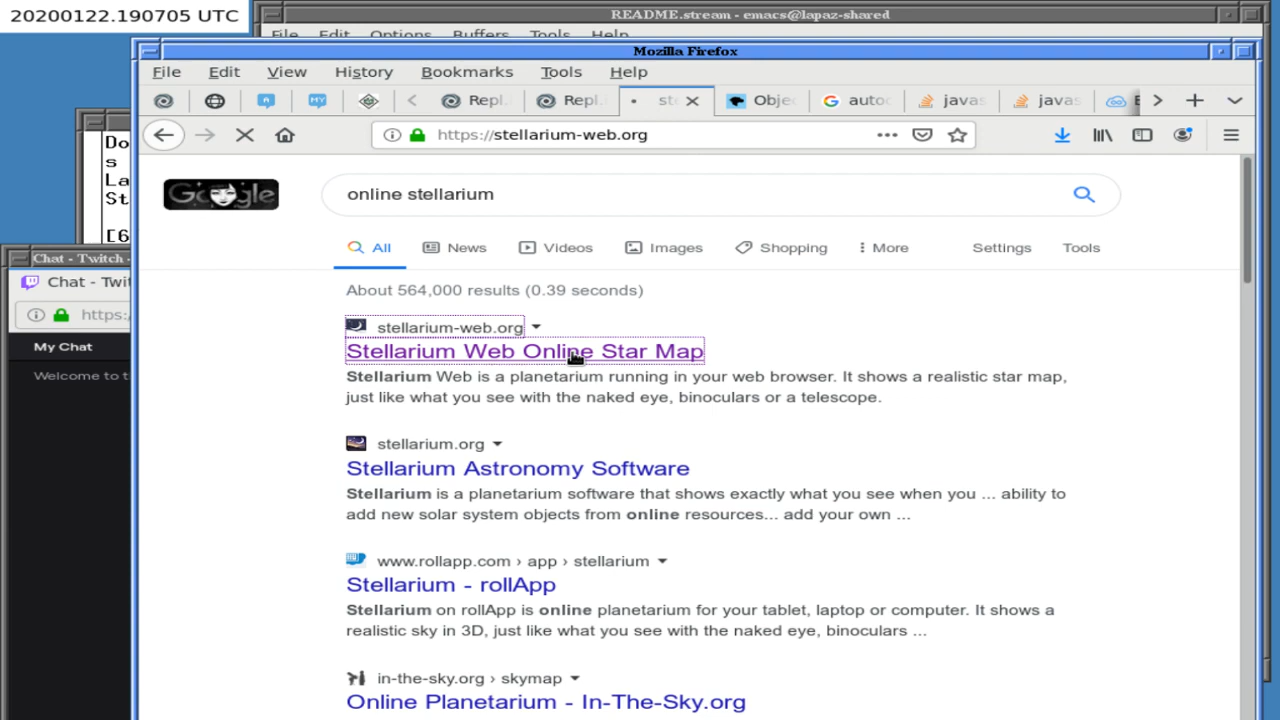 20200122.190705 UTC
README.stream - emacs@lapaz-shared
File Edit Options Buffers Tools Help
Mozilla Firefox
File Edit View History Bookmarks Tools Help
Repl. Repl. ste Obje autoc javas javas
https://stellarium-web.org
Do
s
La
St
[6
Google
online stellarium
All News Videos Images Shopping More Settings Tools
About 564,000 results (0.39 seconds)
Chat - Twitch -
Chat - Twit
https:
My Chat
Welcome to t
stellarium-web.org
Stellarium Web Online Star Map
Stellarium Web is a planetarium running in your web browser. It shows a realistic star map,
just like what you see with the naked eye, binoculars or a telescope.
stellarium.org
Stellarium Astronomy Software
Stellarium is a planetarium software that shows exactly what you see when you ... ability to
add new solar system objects from online resources... add your own ...
www.rollapp.com › app › stellarium
Stellarium - rollApp
Stellarium on rollApp is online planetarium for your tablet, laptop or computer. It shows a
realistic sky in 3D, just like what you see with the naked eye, binoculars ...
in-the-sky.org › skymap
Online Planetarium - In-The-Sky.org